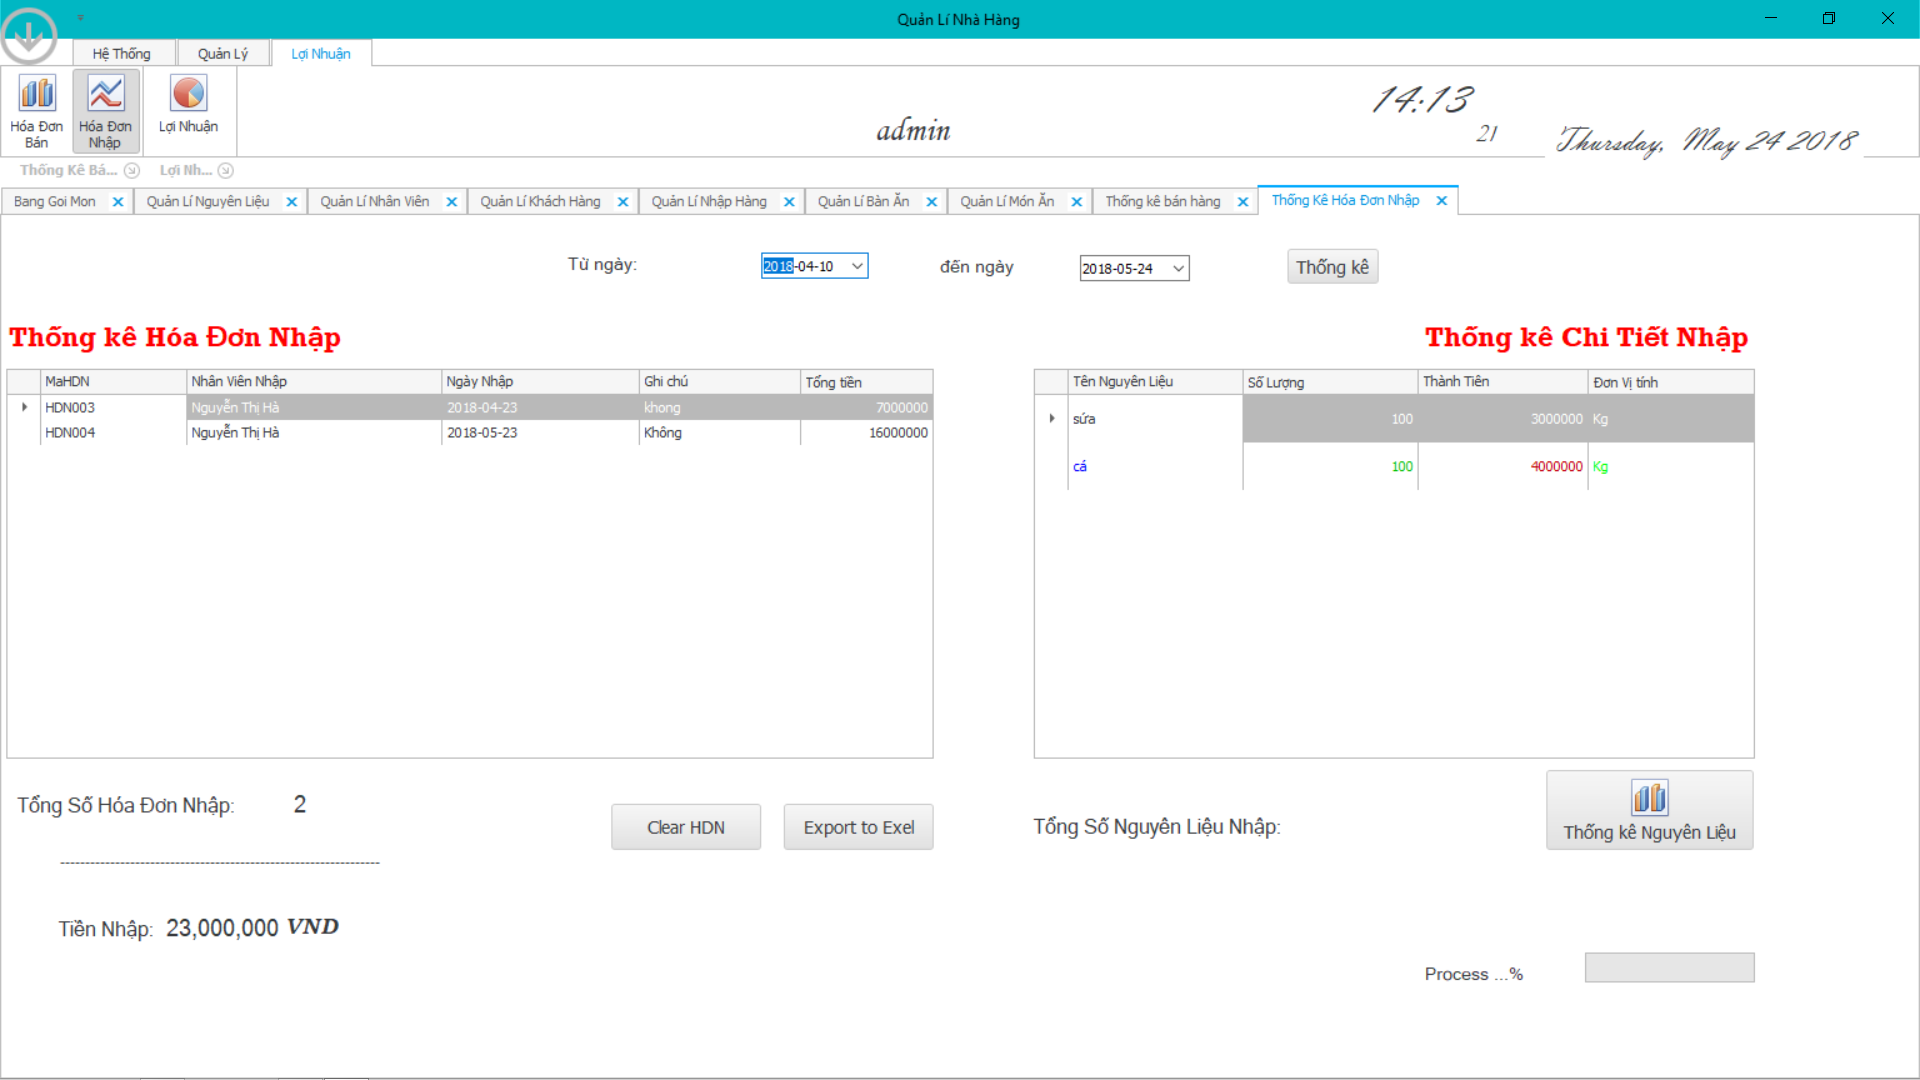 Quản Lí Nhà Hàng
Hệ Thống Quản Lý Lợi Nhuận
Hóa Đơn Bán Hóa Đơn Nhập Lợi Nhuận
admin
14:13
21
Thursday, May 24 2018
Thống Kê Bá... Lợi Nh...
Bang Goi Mon Quản Lí Nguyên Liệu Quản Lí Nhân Viên Quản Lí Khách Hàng Quản Lí Nhập Hàng Quản Lí Bàn Ăn Quản Lí Món Ăn Thống kê bán hàng Thống Kê Hóa Đơn Nhập
Từ ngày: 2018-04-10 đến ngày 2018-05-24 Thống kê
Thống kê Hóa Đơn Nhập
MaHDN Nhân Viên Nhập Ngày Nhập Ghi chú Tổng tiền
HDN003 Nguyễn Thị Hà 2018-04-23 khong 7000000
HDN004 Nguyễn Thị Hà 2018-05-23 Không 16000000
Thống kê Chi Tiết Nhập
Tên Nguyên Liệu Số Lượng Thành Tiên Đơn Vị tính
sứa 100 3000000 Kg
cá 100 4000000 Kg
Tổng Số Hóa Đơn Nhập: 2
Clear HDN Export to Exel
Tổng Số Nguyên Liệu Nhập:
Thống kê Nguyên Liệu
--------------------------------------------------------------
Tiền Nhập: 23,000,000 VND
Process ...%